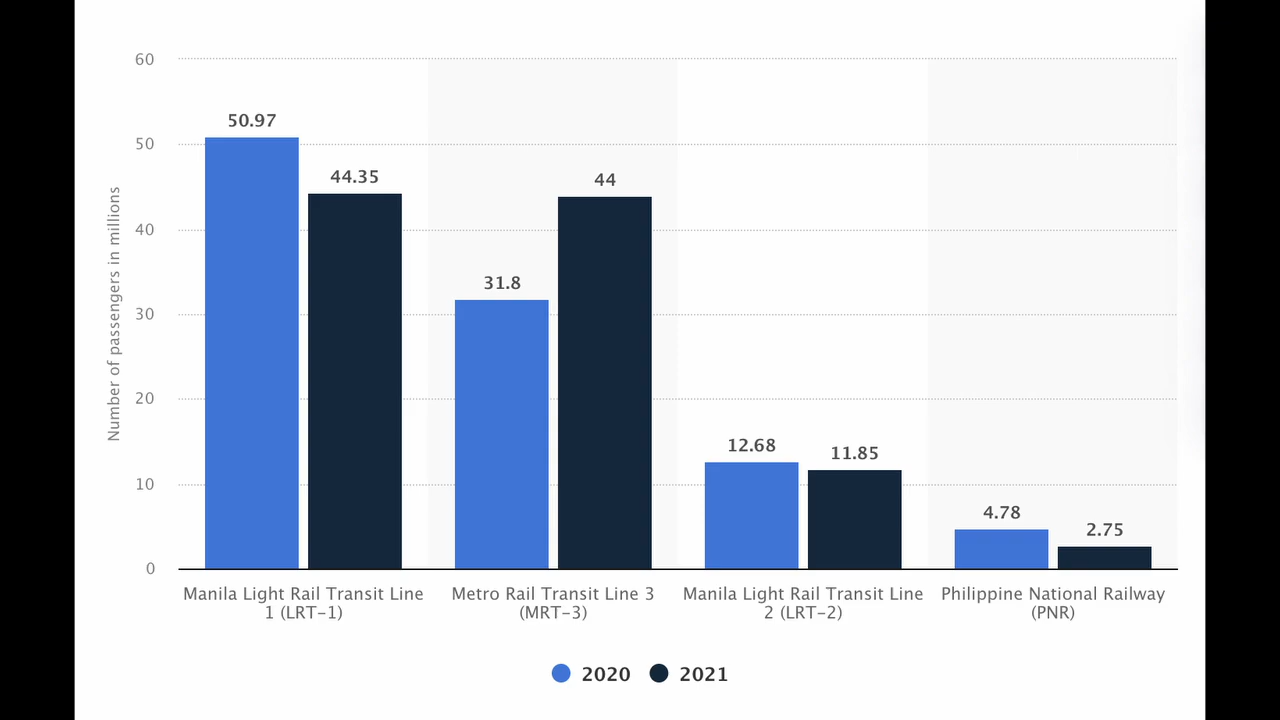 60
50.97
50
44.35
44
40
31.8
30
20
12.68
11.85
10
4.78
2.75
0
Number of passengers in millions
Manila Light Rail Transit Line
1 (LRT-1)
Metro Rail Transit Line 3
(MRT-3)
Manila Light Rail Transit Line
2 (LRT-2)
Philippine National Railway
(PNR)
2020
2021